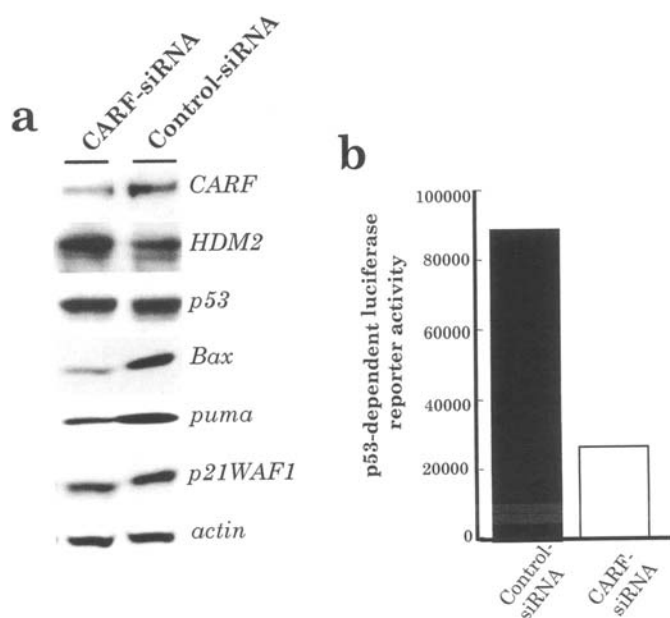 a
CARF-siRNA
Control-siRNA
CARF
HDM2
p53
Bax
puma
p21WAF1
actin
b
p53-dependent luciferase
reporter activity
100000
80000
60000
40000
20000
0
Control-
siRNA
CARF-
siRNA